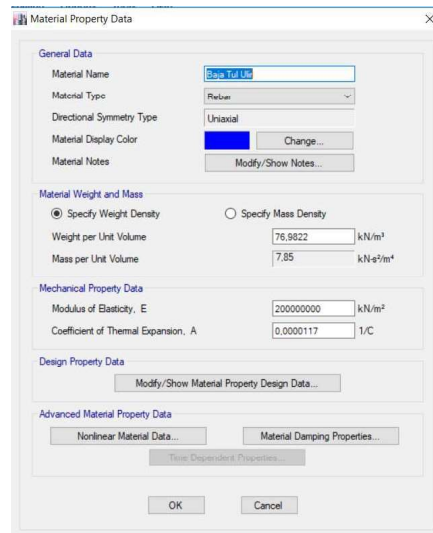 Material Property Data
General Data
Material Name Baja Tul Ulir
Material Type Rebar
Directional Symmetry Type Uniaxial
Material Display Color Change...
Material Notes Modify/Show Notes...
Material Weight and Mass
Specify Weight Density Specify Mass Density
Weight per Unit Volume 76,9822 kN/m³
Mass per Unit Volume 7,85 kN-s²/m⁴
Mechanical Property Data
Modulus of Elasticity, E 200000000 kN/m²
Coefficient of Thermal Expansion, A 0,0000117 1/C
Design Property Data
Modify/Show Material Property Design Data...
Advanced Material Property Data
Nonlinear Material Data... Material Damping Properties...
Time Dependent Properties...
OK Cancel